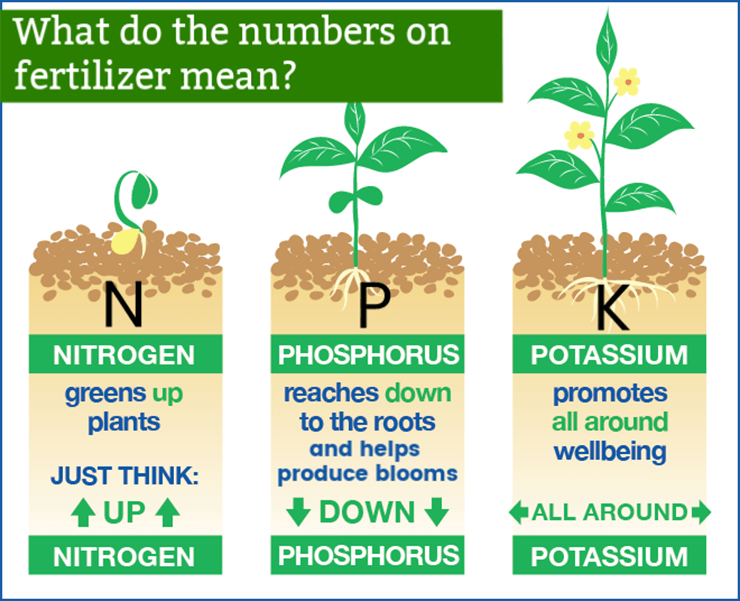 What do the numbers on
fertilizer mean?
N
NITROGEN
greens up
plants
JUST THINK:
UP
NITROGEN
P
PHOSPHORUS
reaches down
to the roots
and helps
produce blooms
DOWN
PHOSPHORUS
K
POTASSIUM
promotes
all around
wellbeing
ALL AROUND
POTASSIUM